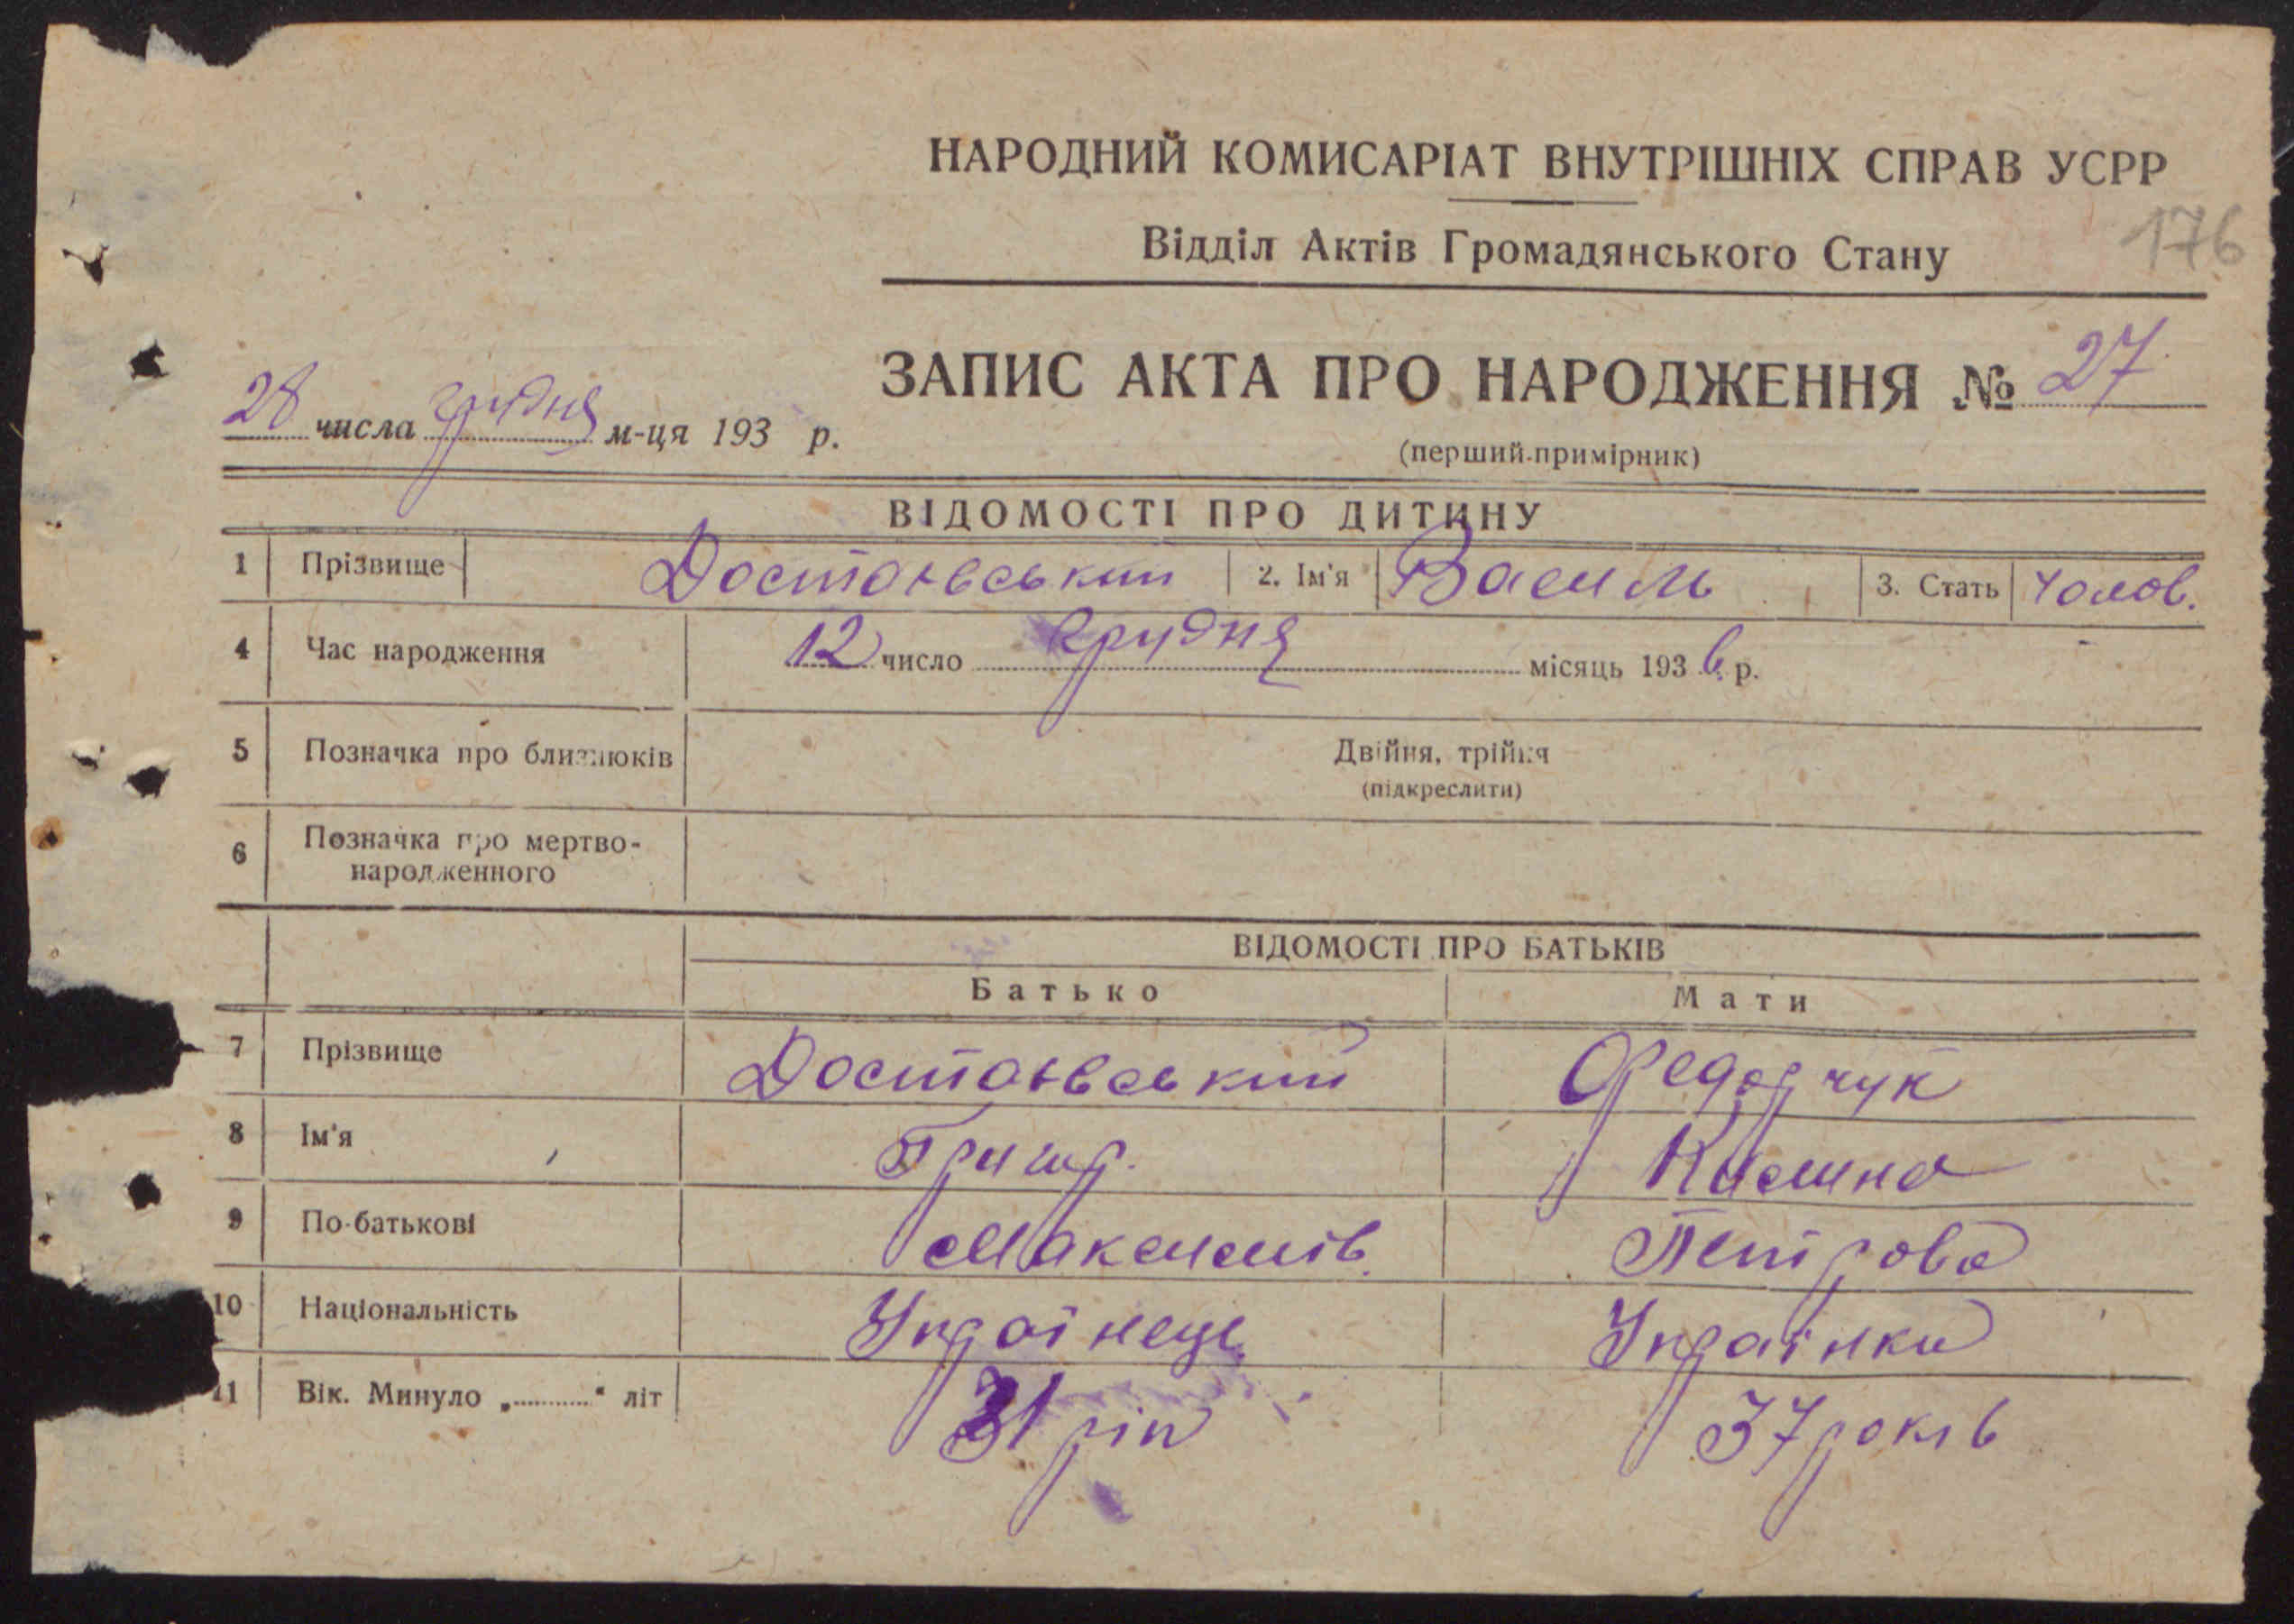 НАРОДНИЙ КОМИСАРІАТ ВНУТРІШНІХ СПРАВ УСРР
176
Відділ Актів Громадянського Стану
ЗАПИС АКТА ПРО НАРОДЖЕННЯ № 27
28 числа грудня м-ця 193 р.
(перший примірник)
ВІДОМОСТІ ПРО ДИТИНУ
1 Прізвище Достоєвський 2. Ім'я Василь 3. Стать Чолов.
4 Час народження 12 число грудня місяць 193 6 р.
5 Позначка про близнюків Двійня, трійня
(підкреслити)
6 Позначка про мертво-
народженного
ВІДОМОСТІ ПРО БАТЬКІВ
Батько Мати
7 Прізвище Достоєвський Федорчук
8 Ім'я
9 По-батькові Максимів. Петрова
10 Національність Українець Українка
11 Вік. Минуло „ “ літ 31 рік 37 років